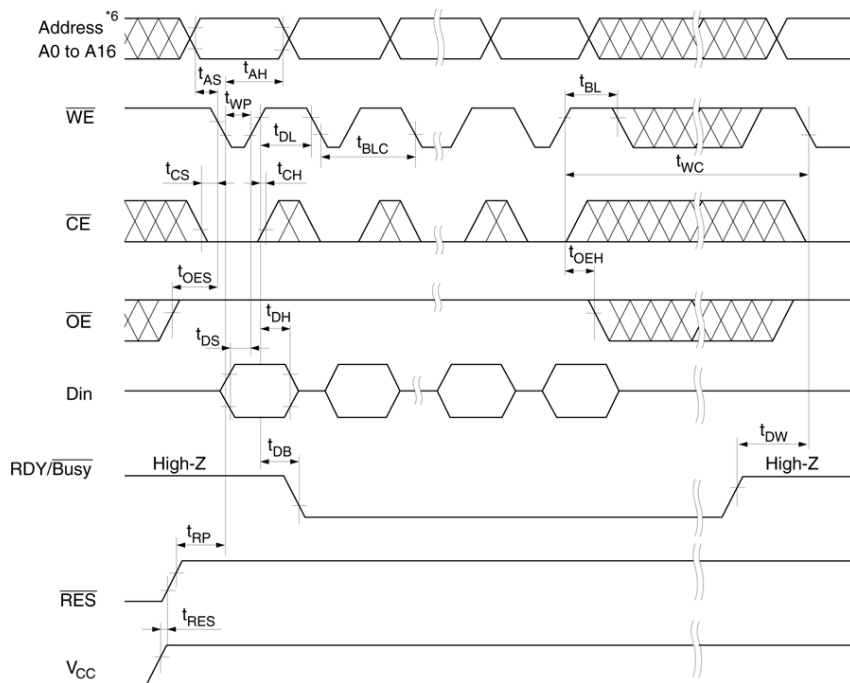 Address *6
A0 to A16
tAS
tAH
tBL
WE
tWP
tDL
tBLC
tWC
tCS
tCH
CE
tOES
tOEH
OE
tDH
tDS
Din
tDW
tDB
RDY/Busy
High-Z
High-Z
tRP
RES
tRES
VCC